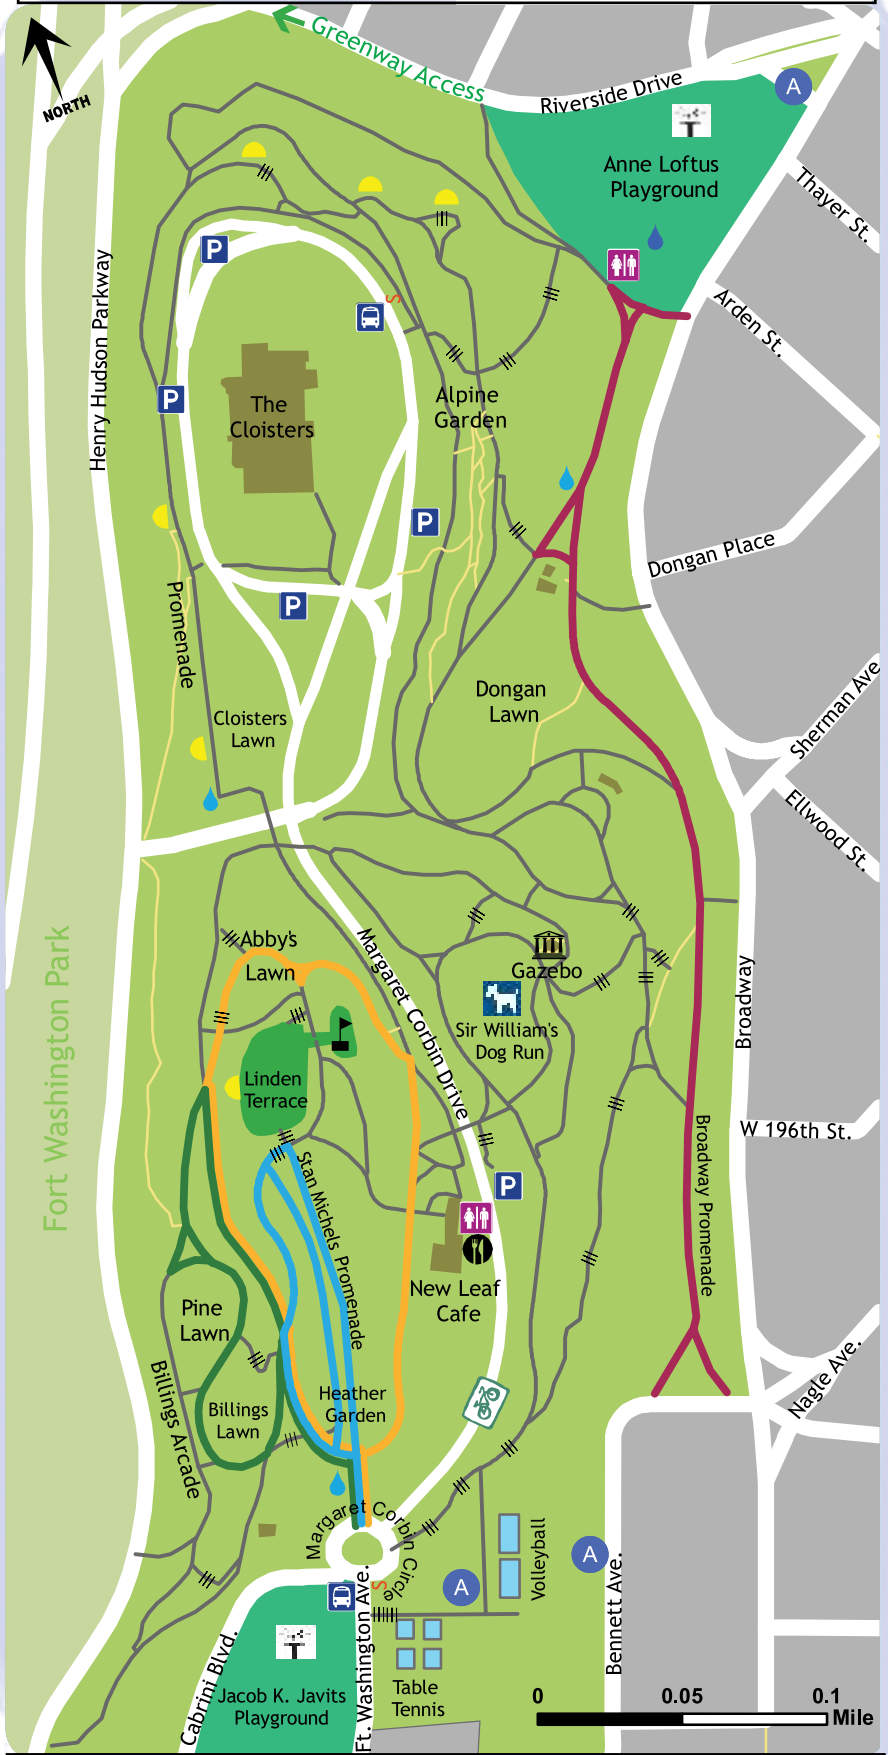 NORTH
Greenway Access
Riverside Drive
A
Anne Loftus
Playground
Thayer St.
Arden St.
Henry Hudson Parkway
P
S
P
The
Cloisters
Alpine
Garden
P
Dongan Place
P
Promenade
Sherman Ave
Dongan
Lawn
Cloisters
Lawn
Ellwood St.
Fort Washington Park
Abby's
Lawn
Margaret Corbin Drive
Gazebo
Sir William's
Dog Run
Broadway
Linden
Terrace
W 196th St.
Stan Michels Promenade
P
Broadway Promenade
New Leaf
Cafe
Pine
Lawn
Billings Arcade
Heather
Garden
Billings
Lawn
Nagle Ave.
Margaret Corbin Circle
Volleyball
A
A
S
Bennett Ave.
Ft. Washington Ave.
Cabrini Blvd.
Jacob K. Javits
Playground
Table
Tennis
0 0.05 0.1
Mile